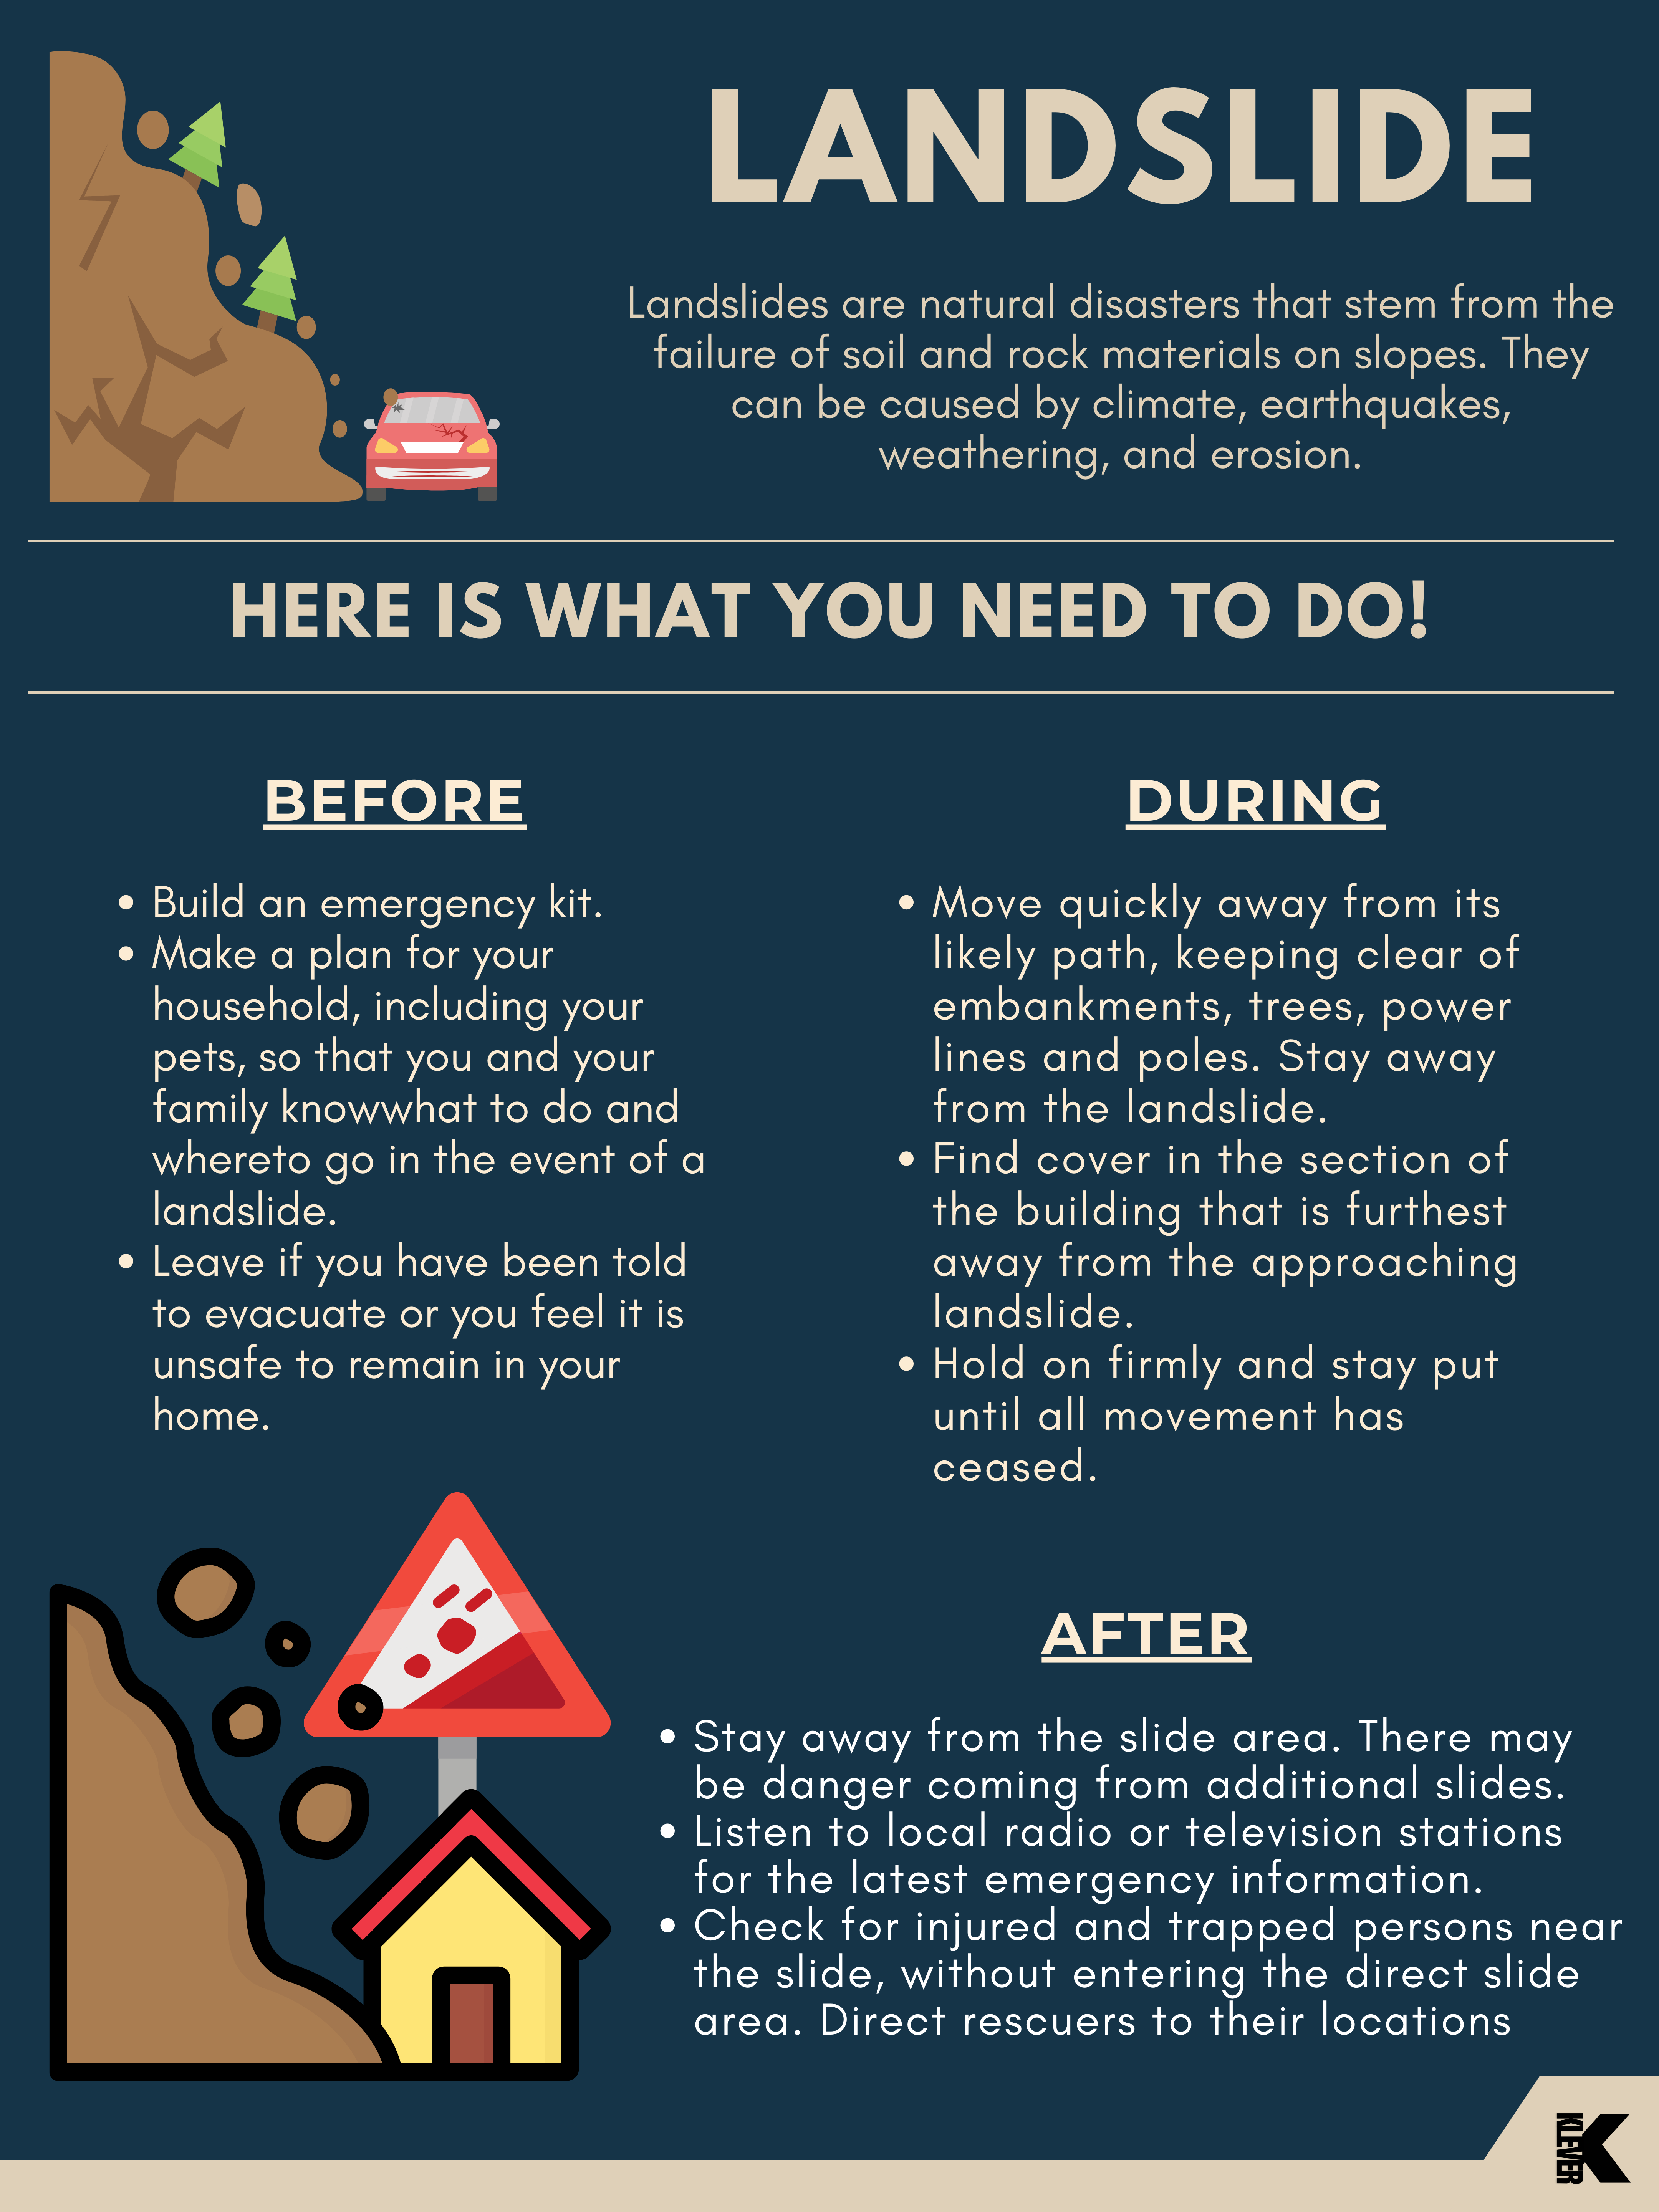 LANDSLIDE
Landslides are natural disasters that stem from the
failure of soil and rock materials on slopes. They
can be caused by climate, earthquakes,
weathering, and erosion.
HERE IS WHAT YOU NEED TO DO!
BEFORE
• Build an emergency kit.
• Make a plan for your
household, including your
pets, so that you and your
family knowwhat to do and
whereto go in the event of a
landslide.
• Leave if you have been told
to evacuate or you feel it is
unsafe to remain in your
home.
DURING
• Move quickly away from its
likely path, keeping clear of
embankments, trees, power
lines and poles. Stay away
from the landslide.
• Find cover in the section of
the building that is furthest
away from the approaching
landslide.
• Hold on firmly and stay put
until all movement has
ceased.
AFTER
• Stay away from the slide area. There may
be danger coming from additional slides.
• Listen to local radio or television stations
for the latest emergency information.
• Check for injured and trapped persons near
the slide, without entering the direct slide
area. Direct rescuers to their locations
KLEVER
K